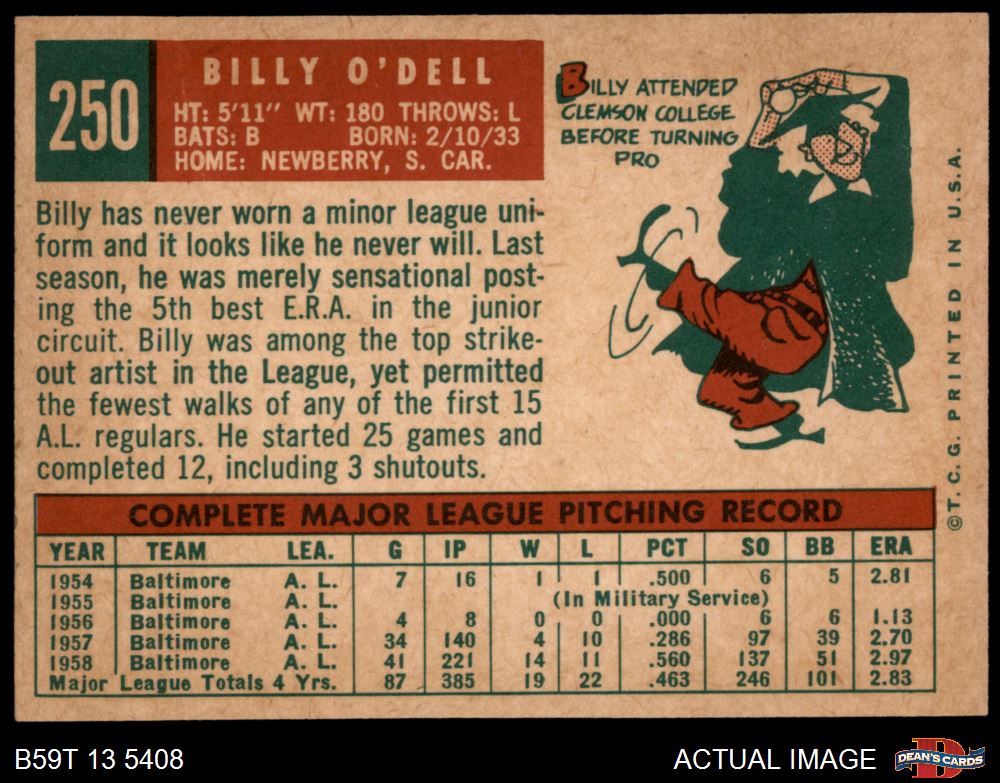 250
BILLY O'DELL
HT: 5'11" WT: 180 THROWS: L
BATS: B BORN: 2/10/33
HOME: NEWBERRY, S. CAR.
BILLY ATTENDED
CLEMSON COLLEGE
BEFORE TURNING
PRO
Billy has never worn a minor league uni-
form and it looks like he never will. Last
season, he was merely sensational post-
ing the 5th best E.R.A. in the junior
circuit. Billy was among the top strike-
out artist in the League, yet permitted
the fewest walks of any of the first 15
A.L. regulars. He started 25 games and
completed 12, including 3 shutouts.
©T.C.G. PRINTED IN U.S.A.
COMPLETE MAJOR LEAGUE PITCHING RECORD
YEAR TEAM LEA. G IP W L PCT SO BB ERA
1954 Baltimore A. L. 7 16 1 1 .500 6 5 2.81
1955 Baltimore A. L. (In Military Service)
1956 Baltimore A. L. 4 8 0 0 .000 6 6 1.13
1957 Baltimore A. L. 34 140 4 10 .286 97 39 2.70
1958 Baltimore A. L. 41 221 14 11 .560 137 51 2.97
Major League Totals 4 Yrs. 87 385 19 22 .463 246 101 2.83
B59T 13 5408
ACTUAL IMAGE
D
DEAN'S CARDS